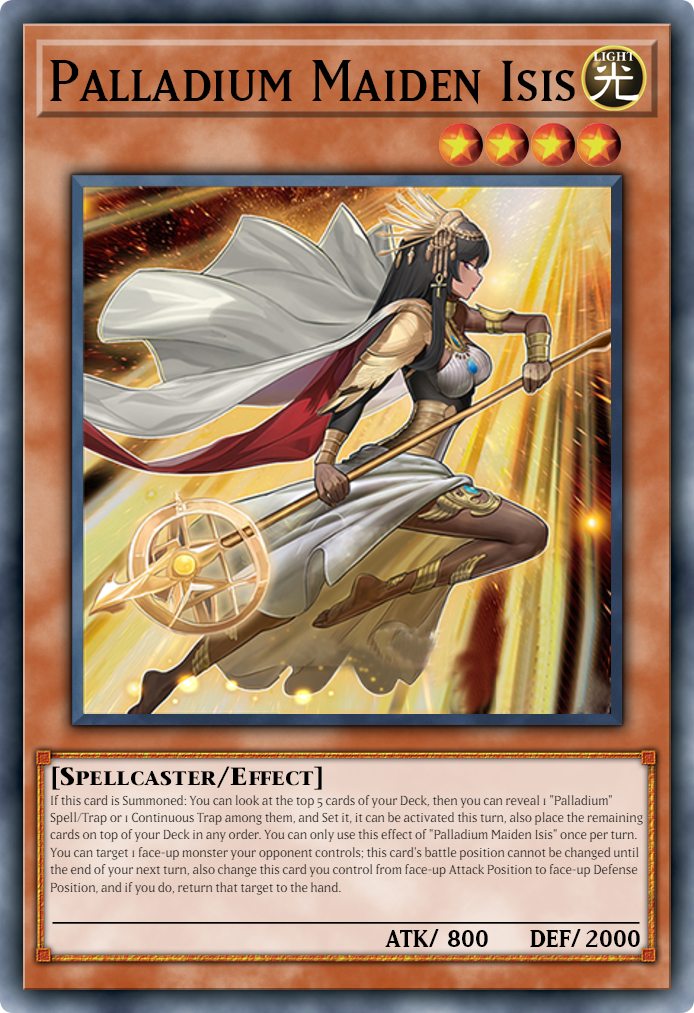 Palladium Maiden Isis
LIGHT
光
[Spellcaster/Effect]
If this card is Summoned: You can look at the top 5 cards of your Deck, then you can reveal 1 "Palladium"
Spell/Trap or 1 Continuous Trap among them, and Set it, it can be activated this turn, also place the remaining
cards on top of your Deck in any order. You can only use this effect of "Palladium Maiden Isis" once per turn.
You can target 1 face-up monster your opponent controls; this card's battle position cannot be changed until
the end of your next turn, also change this card you control from face-up Attack Position to face-up Defense
Position, and if you do, return that target to the hand.
ATK/ 800 DEF/ 2000